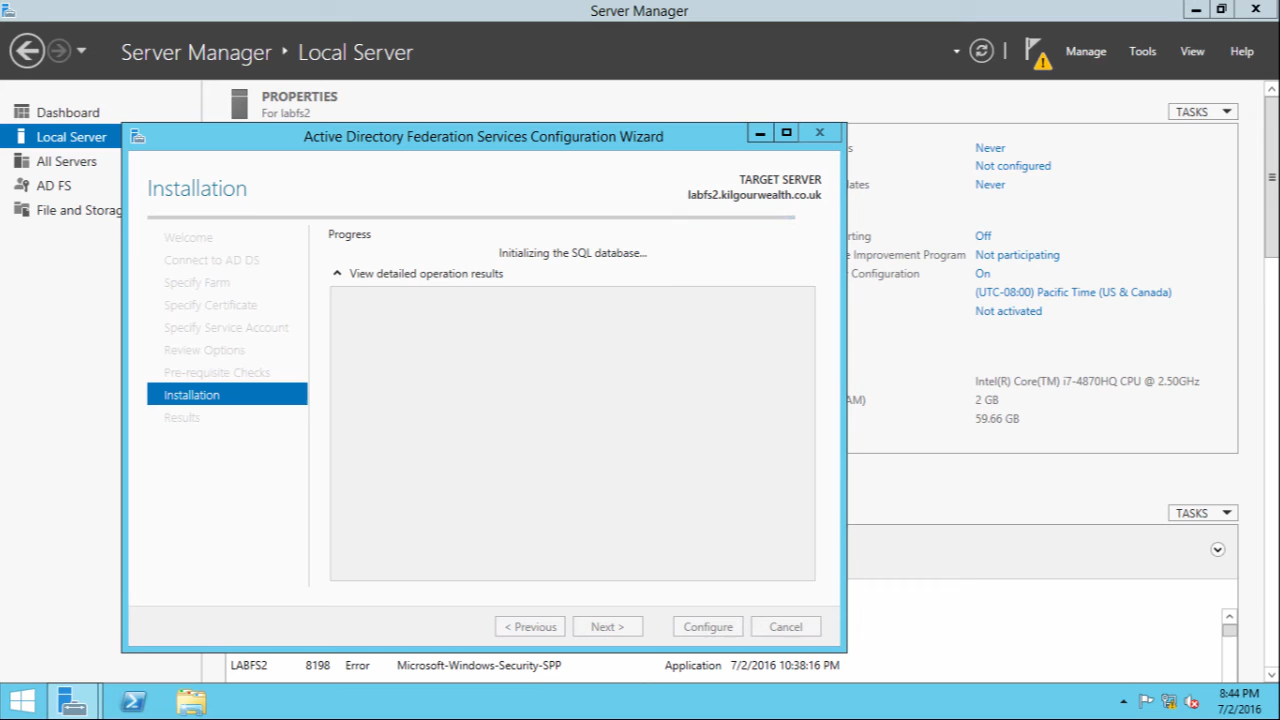 Server Manager
Server Manager ‣ Local Server
Manage Tools View Help
Dashboard
Local Server
All Servers
AD FS
File and Storag
PROPERTIES
For labfs2
TASKS
Active Directory Federation Services Configuration Wizard
Installation
TARGET SERVER
labfs2.kilgourwealth.co.uk
Welcome
Connect to AD DS
Specify Farm
Specify Certificate
Specify Service Account
Review Options
Pre-requisite Checks
Installation
Results
Progress
Initializing the SQL database...
View detailed operation results
< Previous Next > Configure Cancel
s Never
Not configured
lates Never
rting Off
e Improvement Program Not participating
r Configuration On
(UTC-08:00) Pacific Time (US & Canada)
Not activated
Intel(R) Core(TM) i7-4870HQ CPU @ 2.50GHz
AM) 2 GB
59.66 GB
TASKS
LABFS2 8198 Error Microsoft-Windows-Security-SPP Application 7/2/2016 10:38:16 PM
8:44 PM
7/2/2016